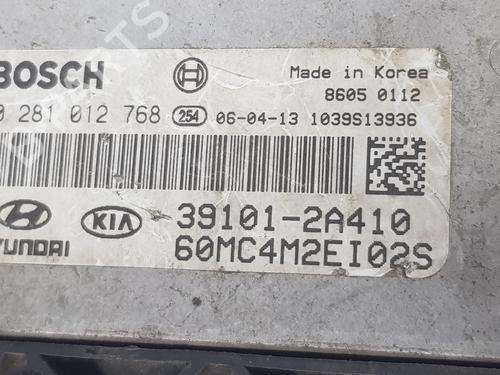 BOSCH
Made in Korea
8605 0112
0 281 012 768 254 06-04-13 1039S13936
KIA 39101-2A410
HYUNDAI 60MC4M2EI02S